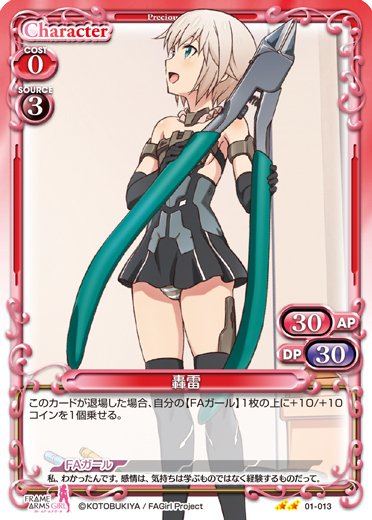 Precious
Character
COST
0
SOURCE
3
30 AP
DP 30
轟雷
このカードが退場した場合、自分の【FAガール】1枚の上に+10/+10
コインを1個乗せる。
FAガール
私、わかったんです。感情は、気持ちは学ぶものではなく経験するものだって。
FRAME
ARMS GIRL
©KOTOBUKIYA / FAGirl Project
01-013